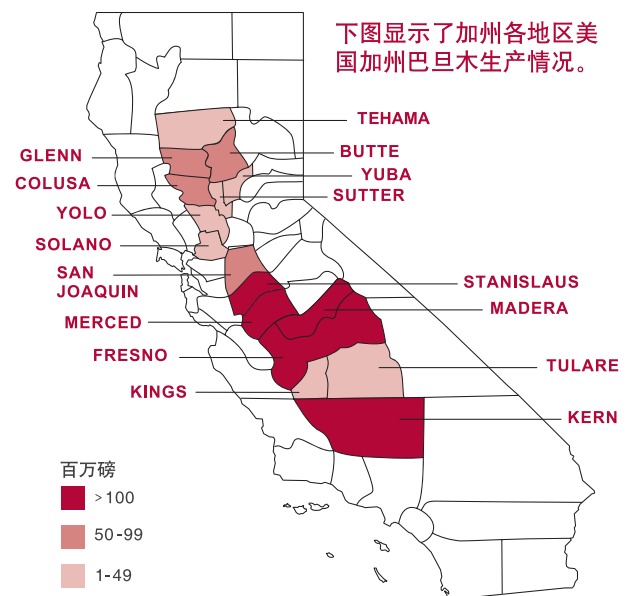 下图显示了加州各地区美
国加州巴旦木生产情况。
TEHAMA
GLENN
BUTTE
COLUSA
YUBA
SUTTER
YOLO
SOLANO
SAN
JOAQUIN
STANISLAUS
MADERA
MERCED
FRESNO
TULARE
KINGS
KERN
百万磅
>100
50-99
1-49